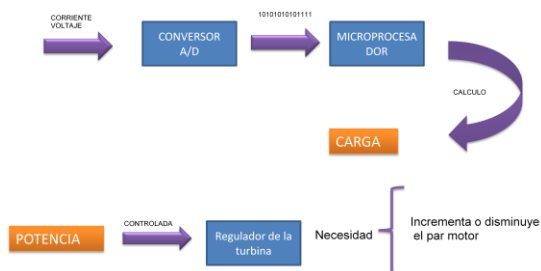 CORRIENTE
VOLTAJE
CONVERSOR
A/D
10101010101111
MICROPROCESA
DOR
CALCULO
CARGA
POTENCIA
CONTROLADA
Regulador de la
turbina
Necesidad
Incrementa o disminuye
el par motor